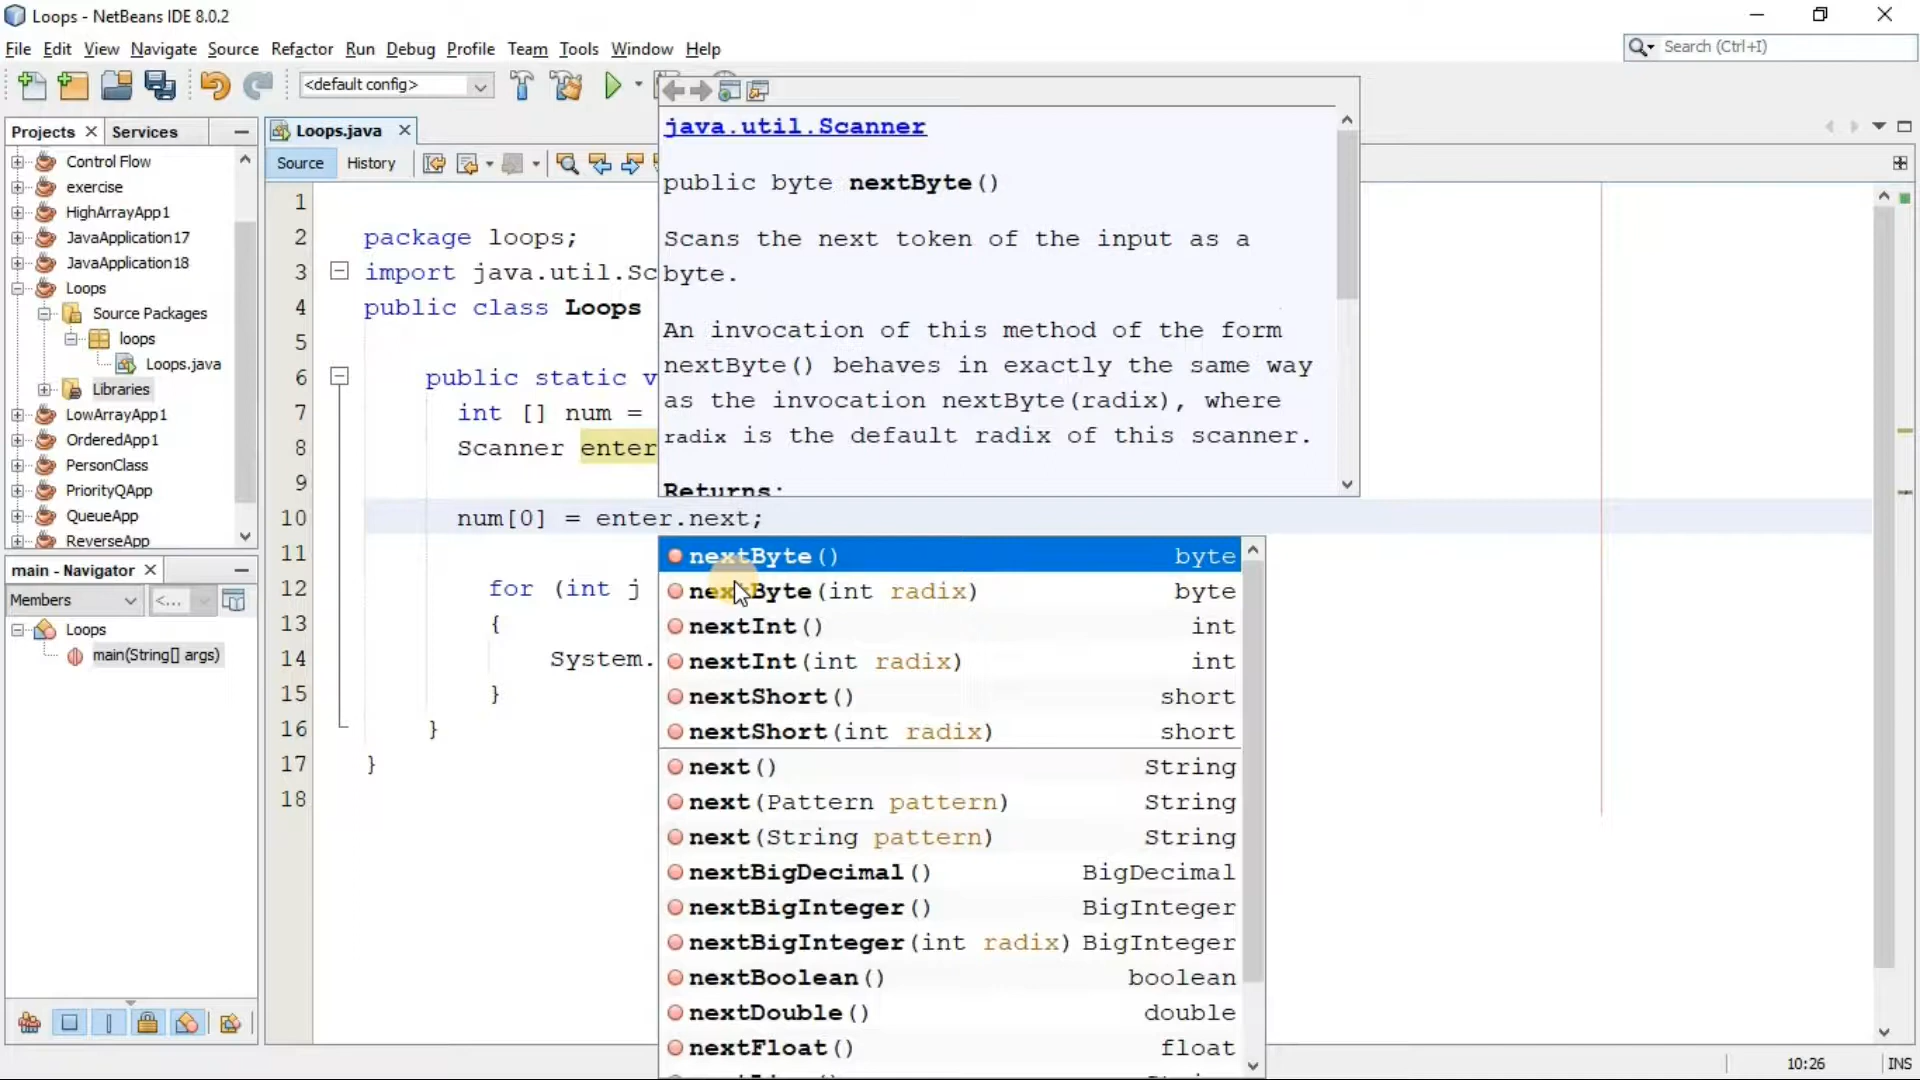 Loops - NetBeans IDE 8.0.2
File Edit View Navigate Source Refactor Run Debug Profile Team Tools Window Help
Search (Ctrl+I)
<default config>
Projects
Services
Control Flow
exercise
HighArrayApp1
JavaApplication17
JavaApplication18
Loops
Source Packages
loops
Loops.java
Libraries
LowArrayApp1
OrderedApp1
PersonClass
PriorityQApp
QueueApp
ReverseApp
main - Navigator
Members
<...
Loops
main(String[] args)
Loops.java
Source History
1
2 package loops;
3 import java.util.Sc
4 public class Loops
5
6 public static v
7 int [] num =
8 Scanner enter
9
10 num[0] = enter.next;
11
12 for (int j
13 {
14 System.
15 }
16 }
17 }
18
java.util.Scanner
public byte nextByte()
Scans the next token of the input as a
byte.
An invocation of this method of the form
nextByte() behaves in exactly the same way
as the invocation nextByte(radix), where
radix is the default radix of this scanner.
Returns:
nextByte() byte
nextByte(int radix) byte
nextInt() int
nextInt(int radix) int
nextShort() short
nextShort(int radix) short
next() String
next(Pattern pattern) String
next(String pattern) String
nextBigDecimal() BigDecimal
nextBigInteger() BigInteger
nextBigInteger(int radix) BigInteger
nextBoolean() boolean
nextDouble() double
nextFloat() float
10:26 INS